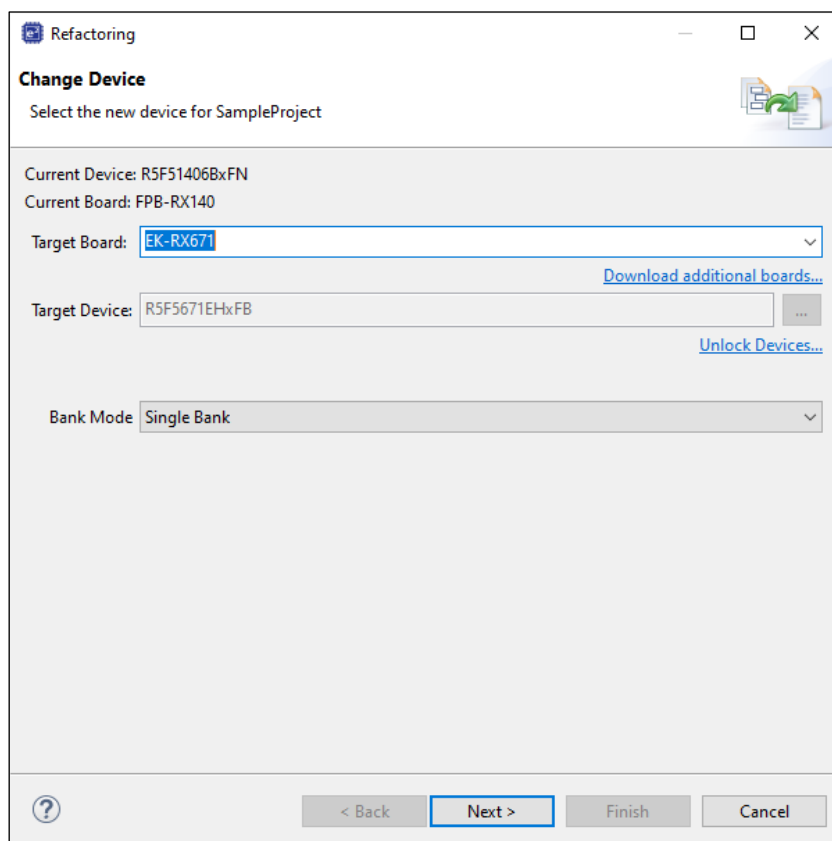 Refactoring
Change Device
Select the new device for SampleProject
Current Device: R5F51406BxFN
Current Board: FPB-RX140
Target Board: EK-RX671
Download additional boards...
Target Device: R5F5671EHxFB ...
Unlock Devices...
Bank Mode Single Bank
? < Back Next > Finish Cancel